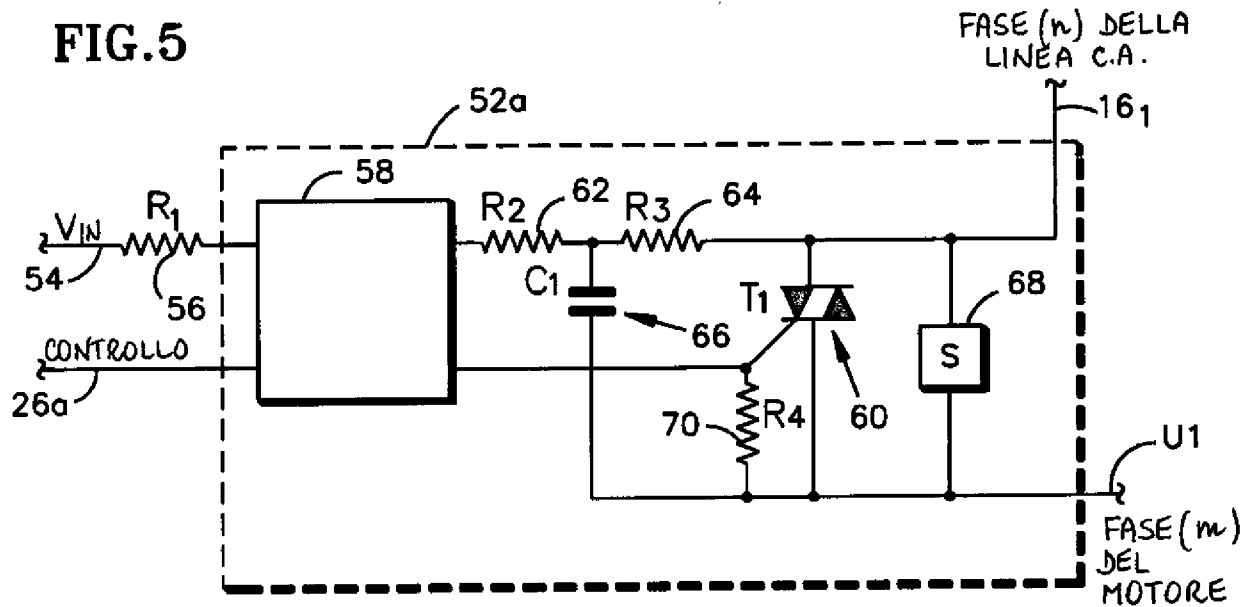 FIG.5
FASE (n) DELLA
LINEA C.A.
52a
16₁
58
62
64
R2
R3
VIN
R1
54
56
C1
66
T1
68
S
CONTROLLO
26a
70
R4
60
U1
FASE (m)
DEL
MOTORE